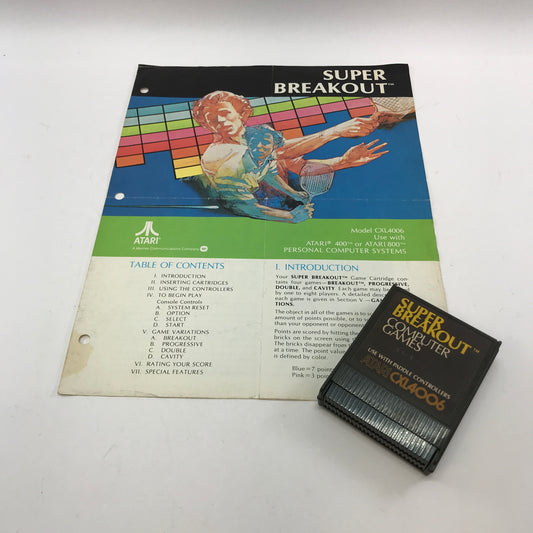 SUPER
BREAKOUT™
Model CXL4006
Use with
ATARI® 400™ or ATARI 800™
PERSONAL COMPUTER SYSTEMS
ATARI
A Warner Communications Company
TABLE OF CONTENTS
I. INTRODUCTION
II. INSERTING CARTRIDGES
III. USING THE CONTROLLERS
IV. TO BEGIN PLAY
Console Controls
A. SYSTEM RESET
B. OPTION
C. SELECT
D. START
V. GAME VARIATIONS
A. BREAKOUT
B. PROGRESSIVE
C. DOUBLE
D. CAVITY
VI. RATING YOUR SCORE
VII. SPECIAL FEATURES
I. INTRODUCTION
Your SUPER BREAKOUT™ Game Cartridge con-
tains four games—BREAKOUT™, PROGRESSIVE,
DOUBLE, and CAVITY. Each game may be
by one to eight players. A detailed
each game is given in Section V—
TIONS.
The object in all of the games is to
amount of points possible, or to
than your opponent or opponen
Points are scored by hitting the
bricks on the screen using
The bricks disappear from
at a time. The point value
is defined by color.
Blue=7 point
Pink=3 po
SUPER
BREAKOUT™
COMPUTER
GAMES
USE WITH PADDLE CONTROLLERS
ATARI CXL4006